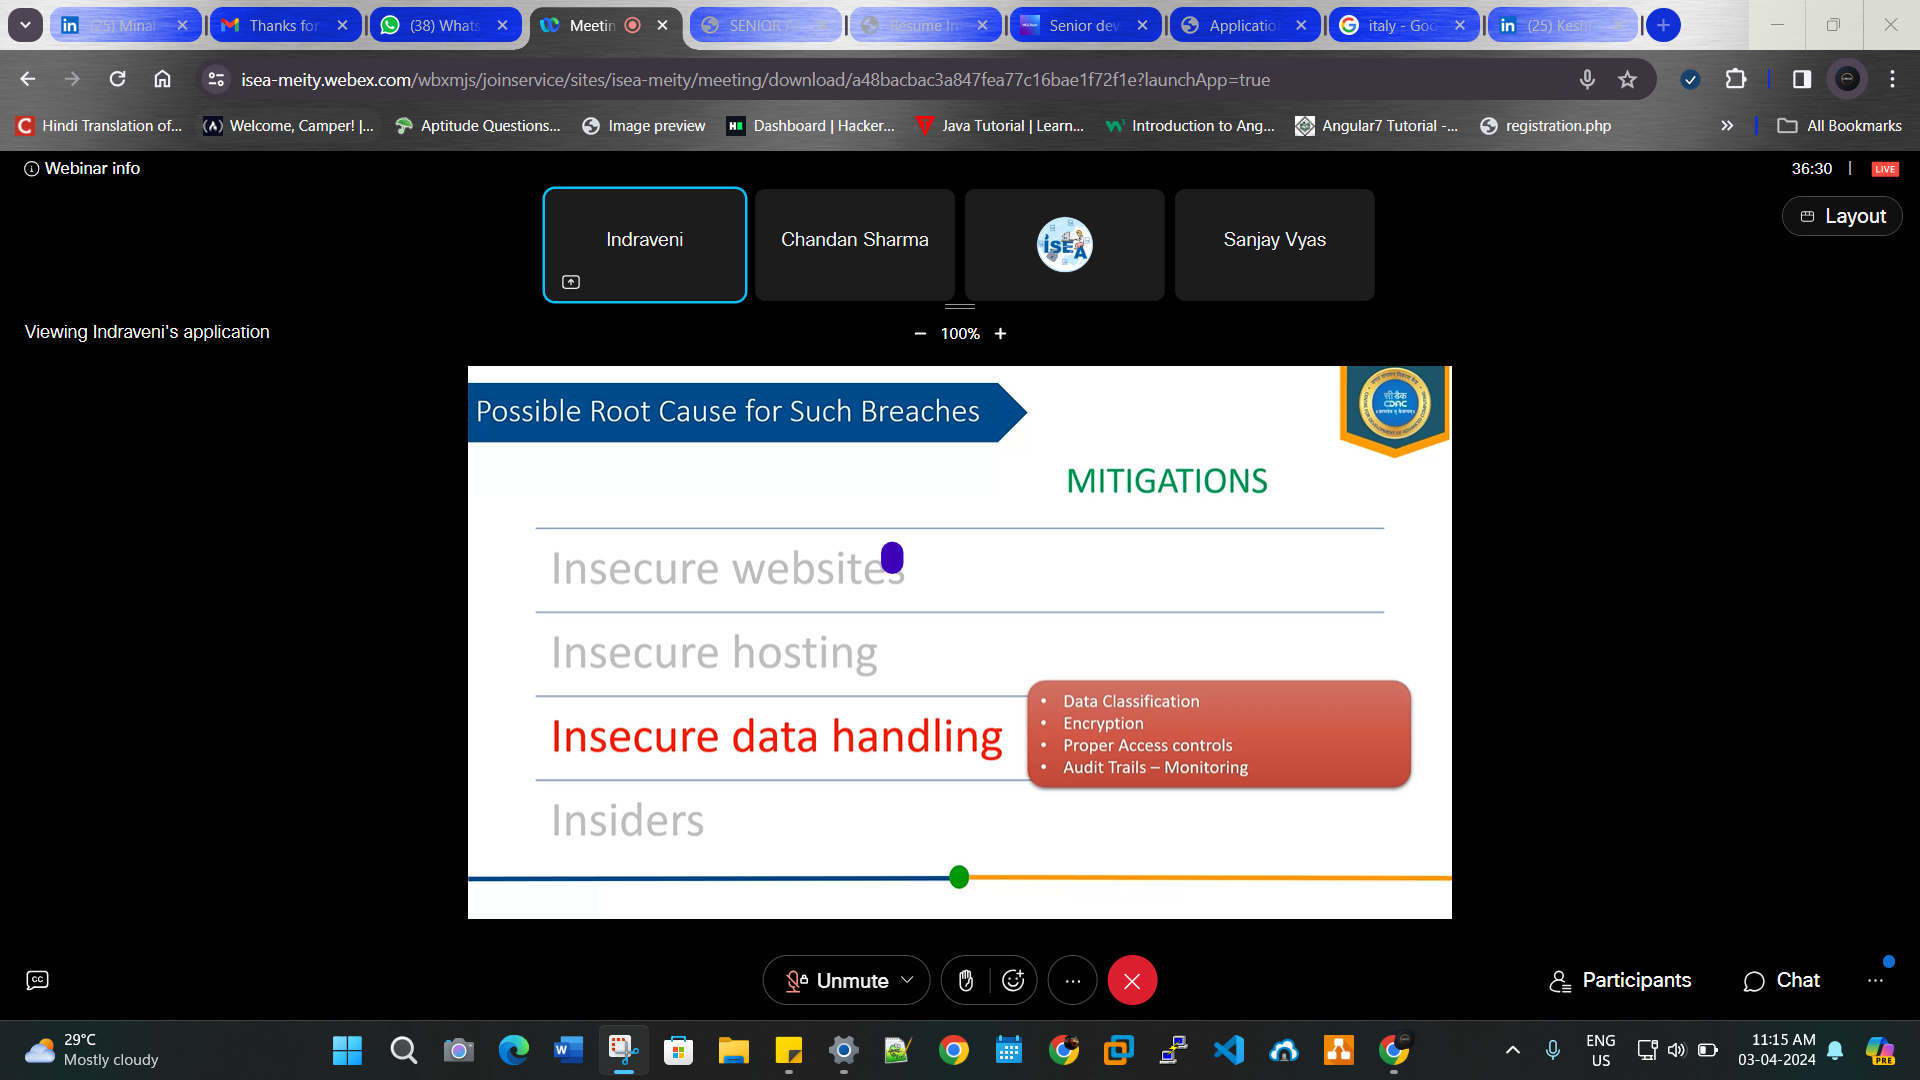 (25) Minal
Thanks for
(38) Whats
Meetin
SENIOR
Resume In
Senior dev
Applicatio
italy - Goo
(25) Kesh
isea-meity.webex.com/wbxmjs/joinservice/sites/isea-meity/meeting/download/a48bacbac3a847fea77c16bae1f72f1e?launchApp=true
Hindi Translation of...
Welcome, Camper! |...
Aptitude Questions...
Image preview
Dashboard | Hacker...
Java Tutorial | Learn...
Introduction to Ang...
Angular7 Tutorial -...
registration.php
All Bookmarks
Webinar info
36:30
LIVE
Layout
Indraveni
Chandan Sharma
ISEA
Sanjay Vyas
Viewing Indraveni's application
100%
Possible Root Cause for Such Breaches
सी डैक
CDAC
MITIGATIONS
Insecure websites
Insecure hosting
Insecure data handling
• Data Classification
• Encryption
• Proper Access controls
• Audit Trails – Monitoring
Insiders
CC
Unmute
Participants
Chat
29°C
Mostly cloudy
ENG
US
11:15 AM
03-04-2024
PRE